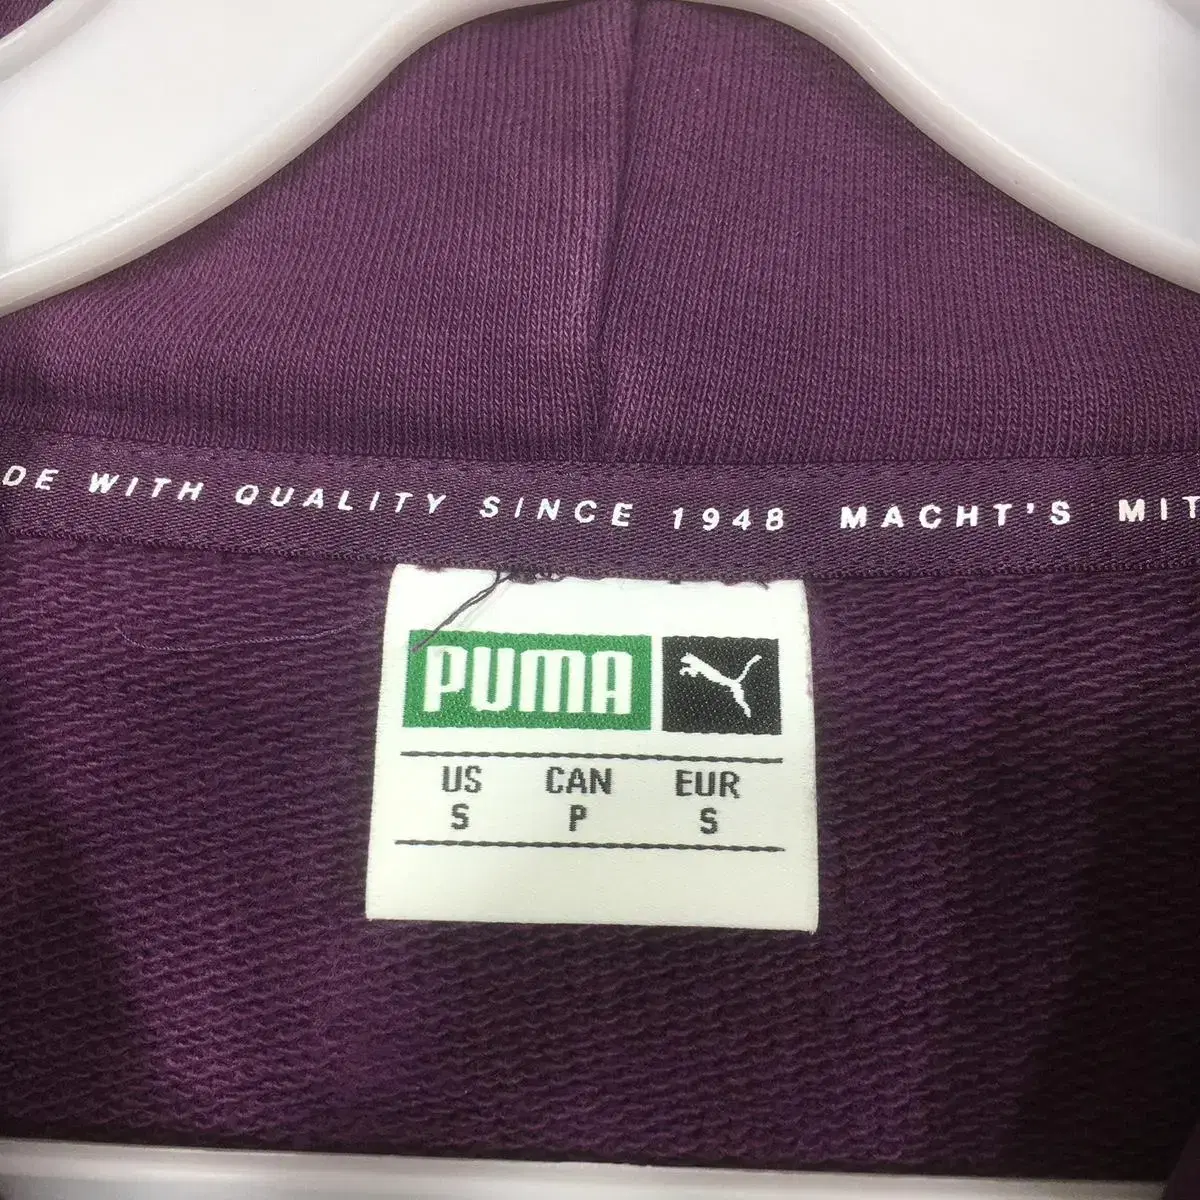 DE WITH QUALITY SINCE 1948 MACHT'S MIT
PUMA
US CAN EUR
S P S